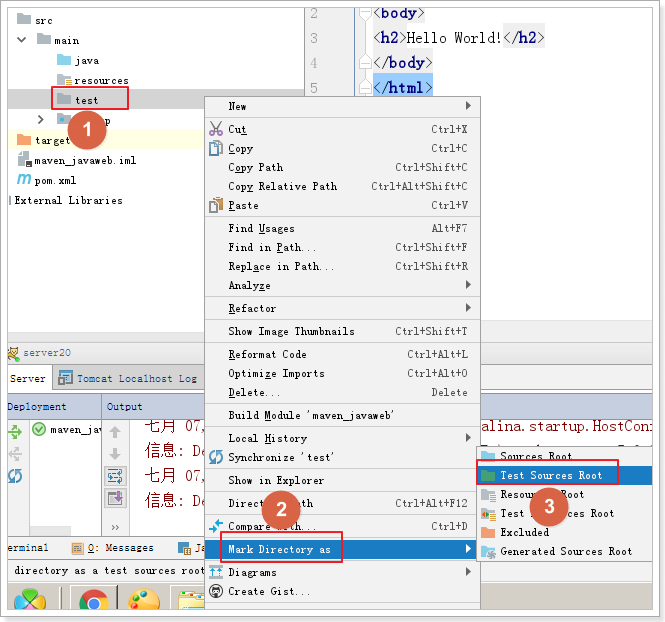 src
main
java
resources
test
target
maven_javaweb.iml
pom.xml
External Libraries
1
2
<body>
3
<h2>Hello World!</h2>
4
</body>
5
</html>
New
Cut Ctrl+X
Copy Ctrl+C
Copy Path Ctrl+Shift+C
Copy Relative Path Ctrl+Alt+Shift+C
Paste Ctrl+V
Find Usages Alt+F7
Find in Path... Ctrl+Shift+F
Replace in Path... Ctrl+Shift+R
Analyze
Refactor
Show Image Thumbnails Ctrl+Shift+T
Reformat Code Ctrl+Alt+L
Optimize Imports Ctrl+Alt+O
Delete... Delete
Build Module 'maven_javaweb'
Local History
Synchronize 'test'
Show in Explorer
Ctrl+Alt+F12
2
Compare Ctrl+D
Mark Directory as
Diagrams
Create Gist...
Sources Root
Test Sources Root
Root
3
Test Root
Excluded
Generated Sources Root
server20
Server
Tomcat Localhost Log
Deployment
Output
maven_jav
七月 07,
alina.startup.HostCon
信息: De
七月 07,
信息: De
erminal
0: Messages
directory as a test sources root